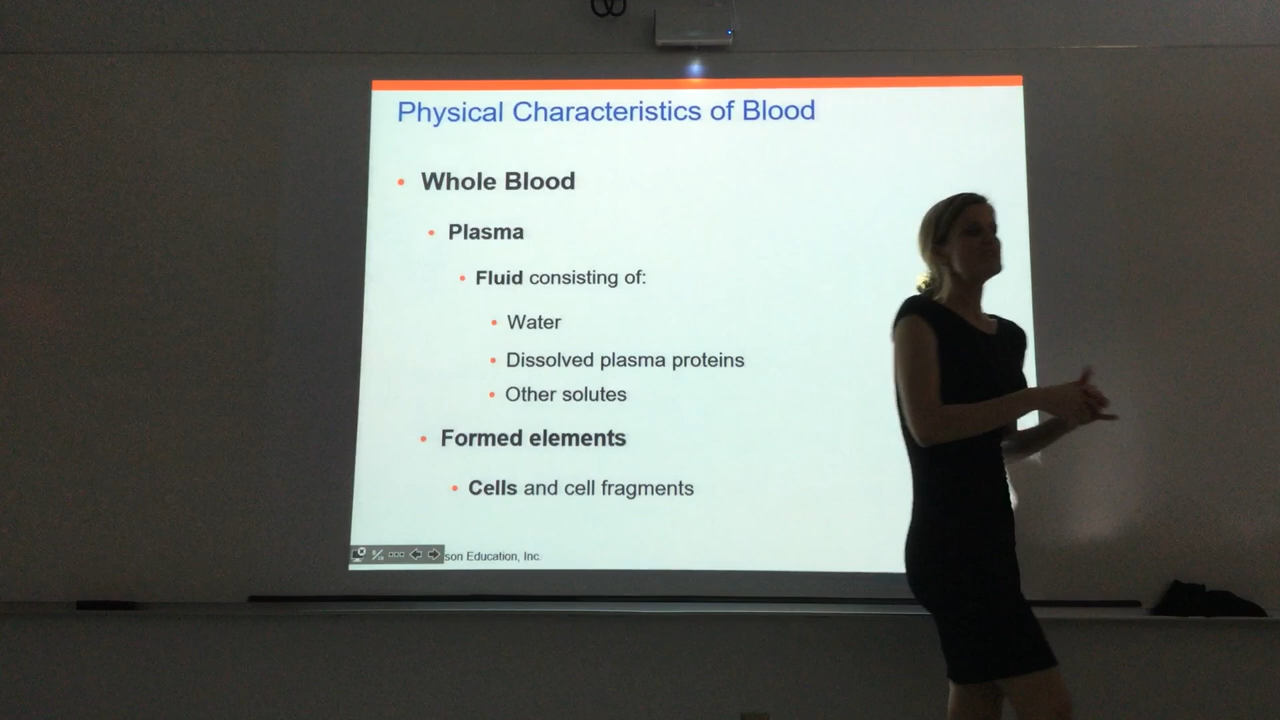 Physical Characteristics of Blood
• Whole Blood
• Plasma
• Fluid consisting of:
• Water
• Dissolved plasma proteins
• Other solutes
• Formed elements
• Cells and cell fragments
son Education, Inc.